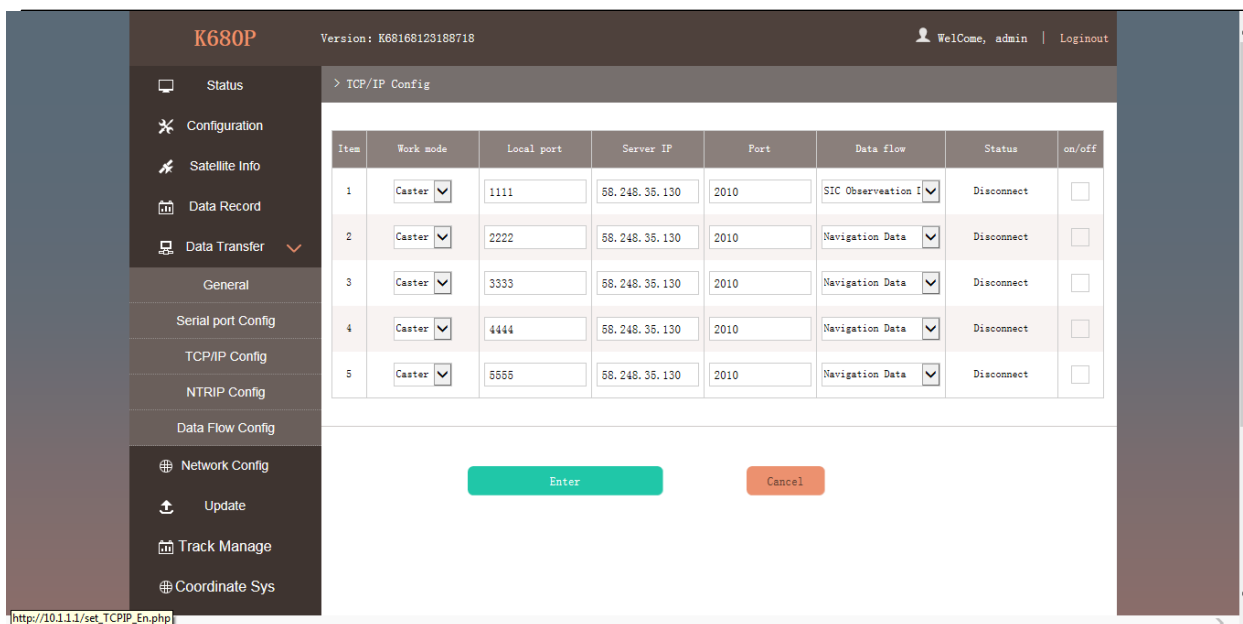 K680P
Version: K68168123188718
WelCome, admin | Loginout
Status
Configuration
Satellite Info
Data Record
Data Transfer
General
Serial port Config
TCP/IP Config
NTRIP Config
Data Flow Config
Network Config
Update
Track Manage
Coordinate Sys
> TCP/IP Config
Item Work mode Local port Server IP Port Data flow Status on/off
1 Caster 1111 58.248.35.130 2010 SIC Observeation I Disconnect
2 Caster 2222 58.248.35.130 2010 Navigation Data Disconnect
3 Caster 3333 58.248.35.130 2010 Navigation Data Disconnect
4 Caster 4444 58.248.35.130 2010 Navigation Data Disconnect
5 Caster 5555 58.248.35.130 2010 Navigation Data Disconnect
Enter Cancel
http://10.1.1.1/set_TCPIP_En.php